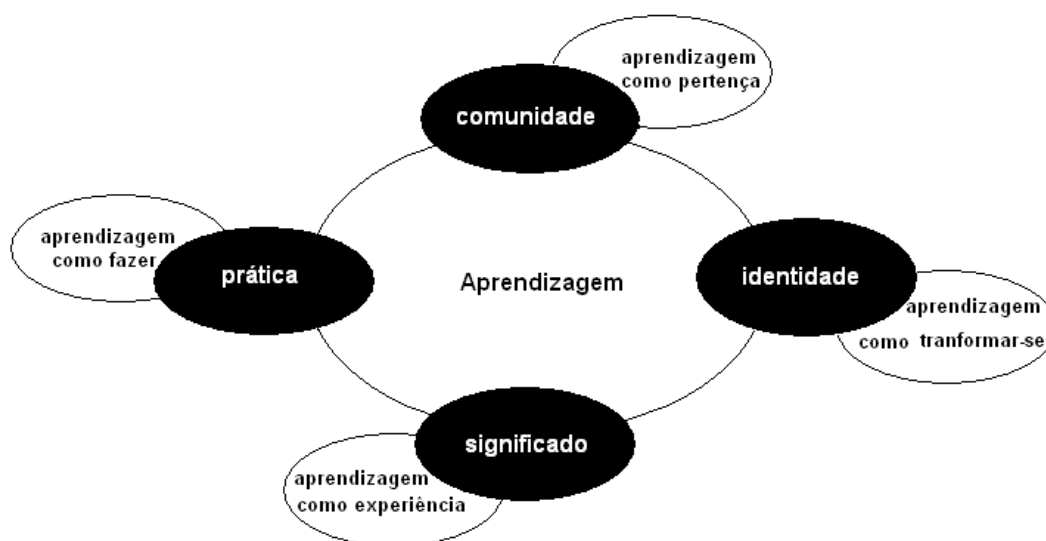 aprendizagem
como pertença
comunidade
aprendizagem
como fazer
prática
Aprendizagem
identidade
aprendizagem
como tranformar-se
significado
aprendizagem
como experiência